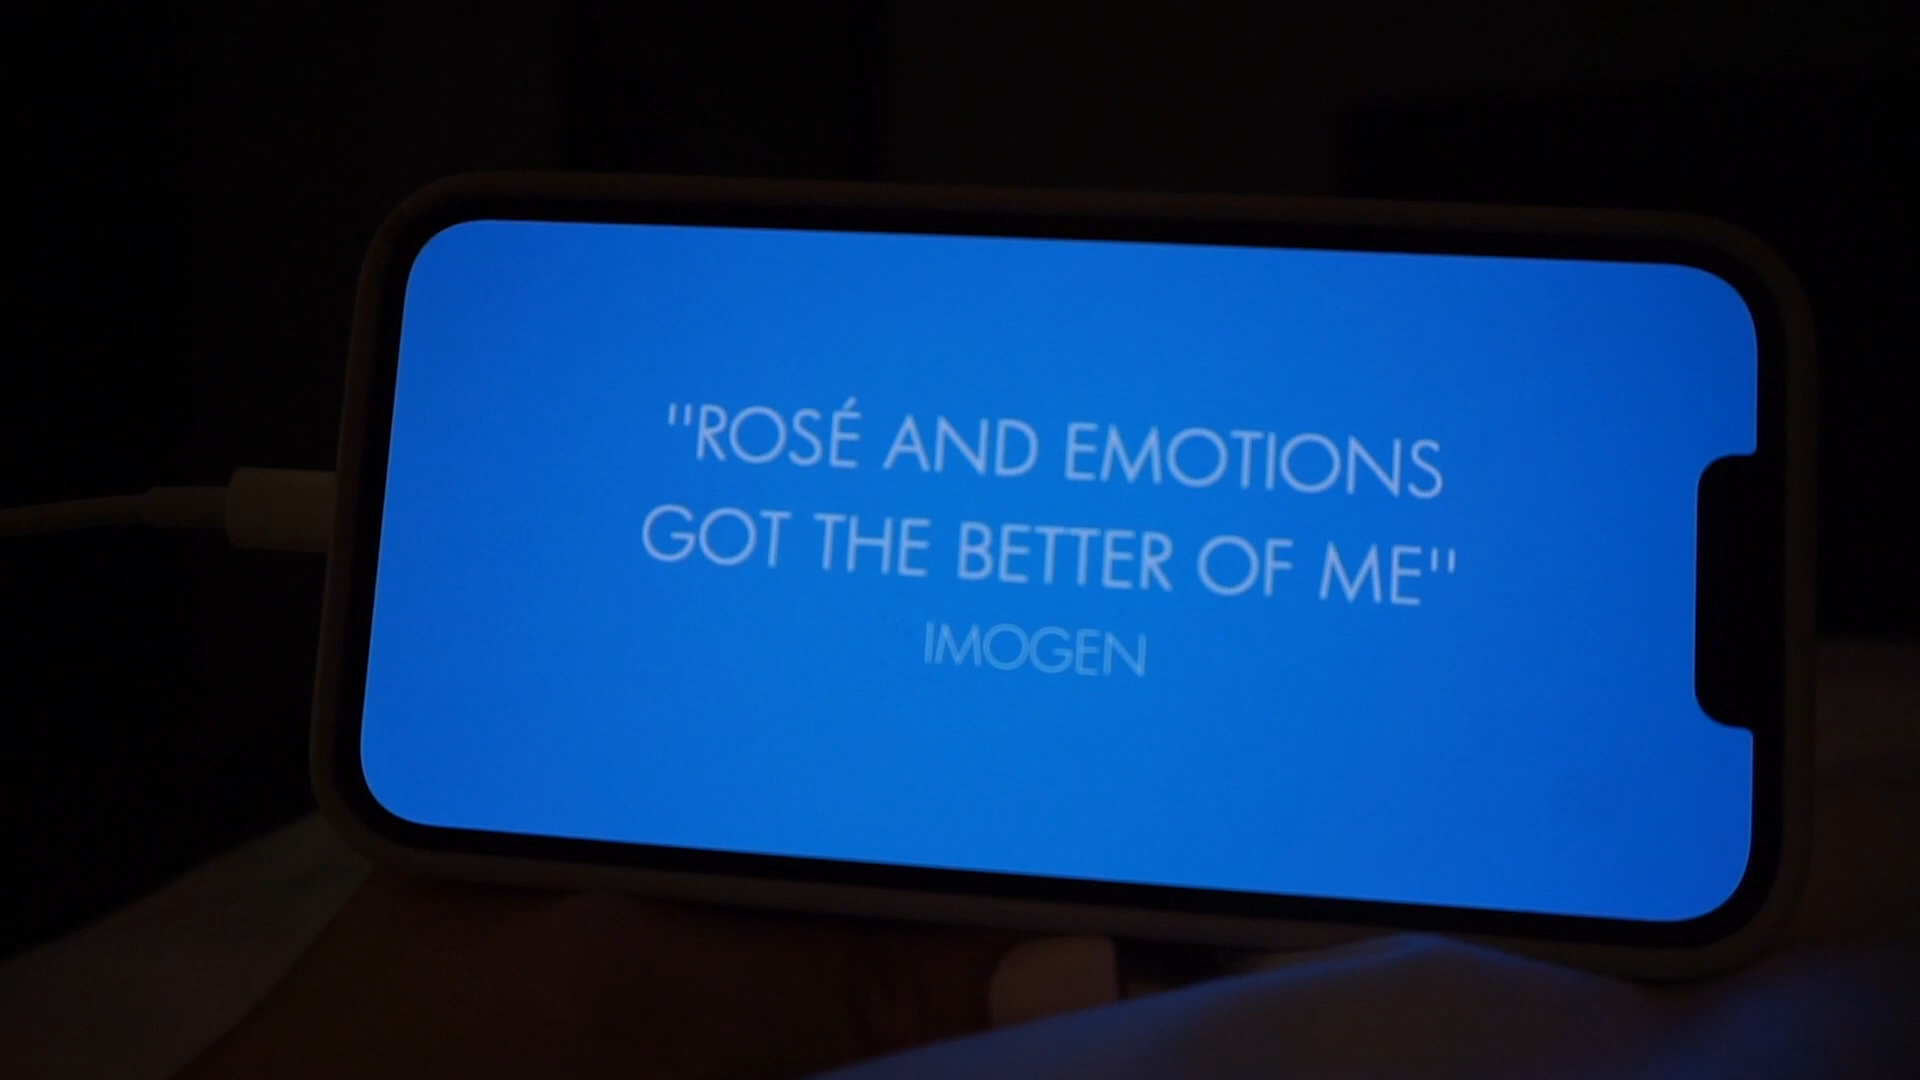 "ROSÉ AND EMOTIONS
GOT THE BETTER OF ME"
IMOGEN